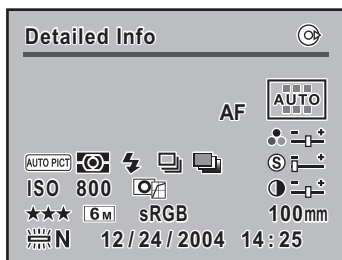 Detailed Info
AF AUTO
AUTO PICT S
ISO 800
6M sRGB 100mm
N 12/24/2004 14:25